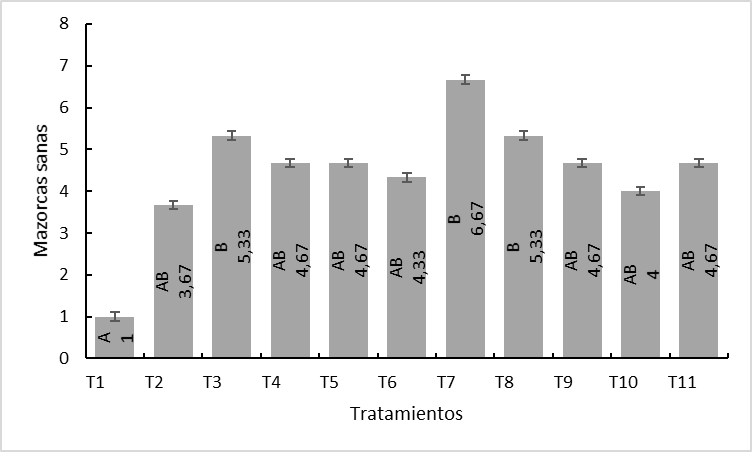 8
7
6
5
4
3
2
1
0
Mazorcas sanas
A
1
AB
3,67
B
5,33
AB
4,67
AB
4,67
AB
4,33
B
6,67
B
5,33
AB
4,67
AB
4
AB
4,67
T1 T2 T3 T4 T5 T6 T7 T8 T9 T10 T11
Tratamientos